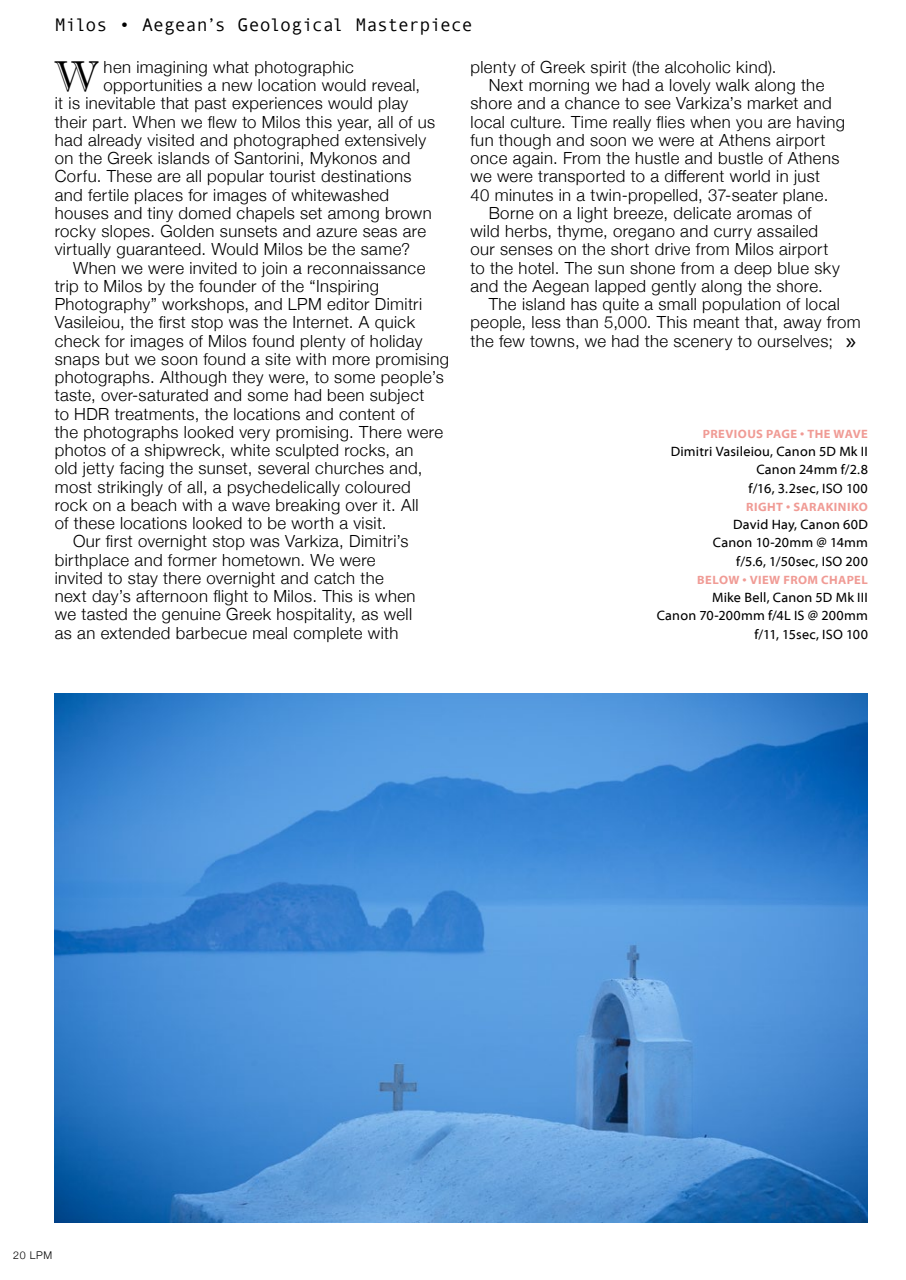 Milos • Aegean's Geological Masterpiece
When imagining what photographic
opportunities a new location would reveal,
it is inevitable that past experiences would play
their part. When we flew to Milos this year, all of us
had already visited and photographed extensively
on the Greek islands of Santorini, Mykonos and
Corfu. These are all popular tourist destinations
and fertile places for images of whitewashed
houses and tiny domed chapels set among brown
rocky slopes. Golden sunsets and azure seas are
virtually guaranteed. Would Milos be the same?
When we were invited to join a reconnaissance
trip to Milos by the founder of the “Inspiring
Photography” workshops, and LPM editor Dimitri
Vasileiou, the first stop was the Internet. A quick
check for images of Milos found plenty of holiday
snaps but we soon found a site with more promising
photographs. Although they were, to some people’s
taste, over-saturated and some had been subject
to HDR treatments, the locations and content of
the photographs looked very promising. There were
photos of a shipwreck, white sculpted rocks, an
old jetty facing the sunset, several churches and,
most strikingly of all, a psychedelically coloured
rock on a beach with a wave breaking over it. All
of these locations looked to be worth a visit.
Our first overnight stop was Varkiza, Dimitri’s
birthplace and former hometown. We were
invited to stay there overnight and catch the
next day’s afternoon flight to Milos. This is when
we tasted the genuine Greek hospitality, as well
as an extended barbecue meal complete with
plenty of Greek spirit (the alcoholic kind).
Next morning we had a lovely walk along the
shore and a chance to see Varkiza’s market and
local culture. Time really flies when you are having
fun though and soon we were at Athens airport
once again. From the hustle and bustle of Athens
we were transported to a different world in just
40 minutes in a twin-propelled, 37-seater plane.
Borne on a light breeze, delicate aromas of
wild herbs, thyme, oregano and curry assailed
our senses on the short drive from Milos airport
to the hotel. The sun shone from a deep blue sky
and the Aegean lapped gently along the shore.
The island has quite a small population of local
people, less than 5,000. This meant that, away from
the few towns, we had the scenery to ourselves; »
PREVIOUS PAGE • THE WAVE
Dimitri Vasileiou, Canon 5D Mk II
Canon 24mm f/2.8
f/16, 3.2sec, ISO 100
RIGHT • SARAKINIKO
David Hay, Canon 60D
Canon 10-20mm @ 14mm
f/5.6, 1/50sec, ISO 200
BELOW • VIEW FROM CHAPEL
Mike Bell, Canon 5D Mk III
Canon 70-200mm f/4L IS @ 200mm
f/11, 15sec, ISO 100
20 LPM